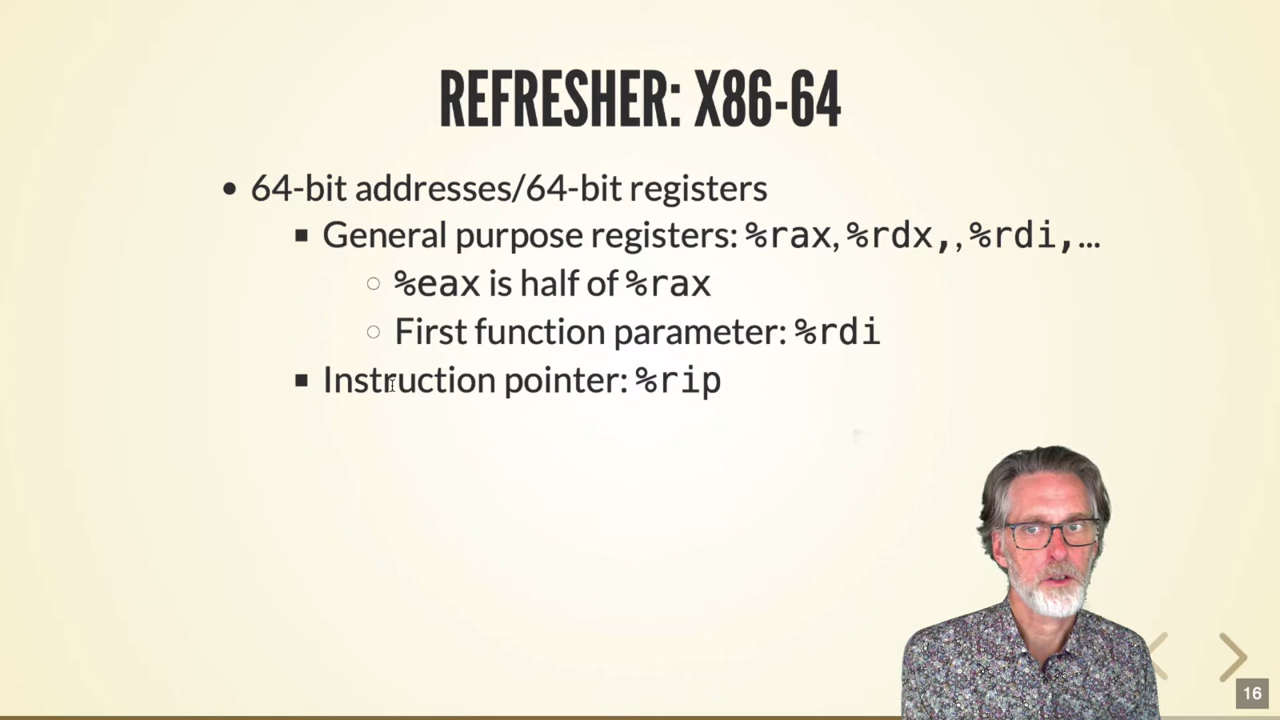 REFRESHER: X86-64
• 64-bit addresses/64-bit registers
▪ General purpose registers: %rax, %rdx,, %rdi,…
○ %eax is half of %rax
○ First function parameter: %rdi
▪ Instruction pointer: %rip
16